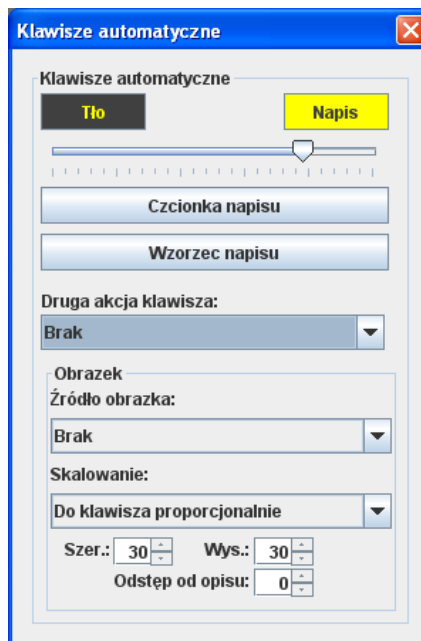 Klawisze automatyczne
Klawisze automatyczne
Tło Napis
Czcionka napisu
Wzorzec napisu
Druga akcja klawisza:
Brak
Obrazek
Źródło obrazka:
Brak
Skalowanie:
Do klawisza proporcjonalnie
Szer.: 30 Wys.: 30
Odstęp od opisu: 0